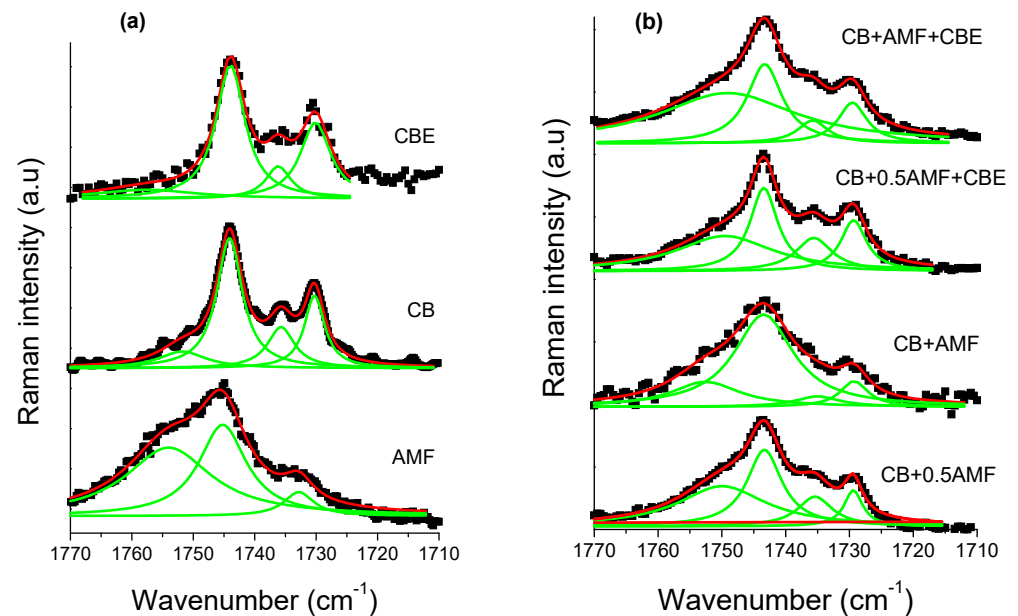 (a)
CBE
CB
AMF
Raman intensity (a.u)
1770 1760 1750 1740 1730 1720 1710
Wavenumber (cm⁻¹)
(b)
CB+AMF+CBE
CB+0.5AMF+CBE
CB+AMF
CB+0.5AMF
Raman intensity (a.u)
1770 1760 1750 1740 1730 1720 1710
Wavenumber (cm⁻¹)